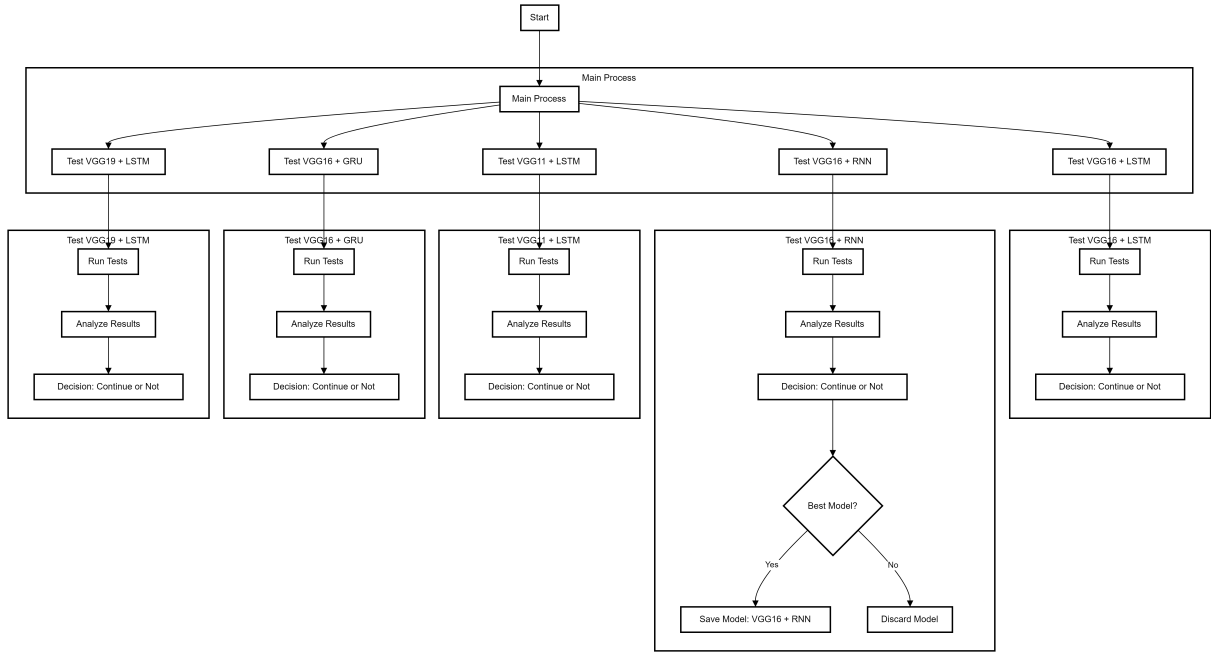 Start
Main Process
Main Process
Test VGG19 + LSTM
Test VGG16 + GRU
Test VGG11 + LSTM
Test VGG16 + RNN
Test VGG16 + LSTM
Test VGG19 + LSTM
Run Tests
Analyze Results
Decision: Continue or Not
Test VGG16 + GRU
Run Tests
Analyze Results
Decision: Continue or Not
Test VGG11 + LSTM
Run Tests
Analyze Results
Decision: Continue or Not
Test VGG16 + RNN
Run Tests
Analyze Results
Decision: Continue or Not
Best Model?
Yes
No
Save Model: VGG16 + RNN
Discard Model
Test VGG16 + LSTM
Run Tests
Analyze Results
Decision: Continue or Not